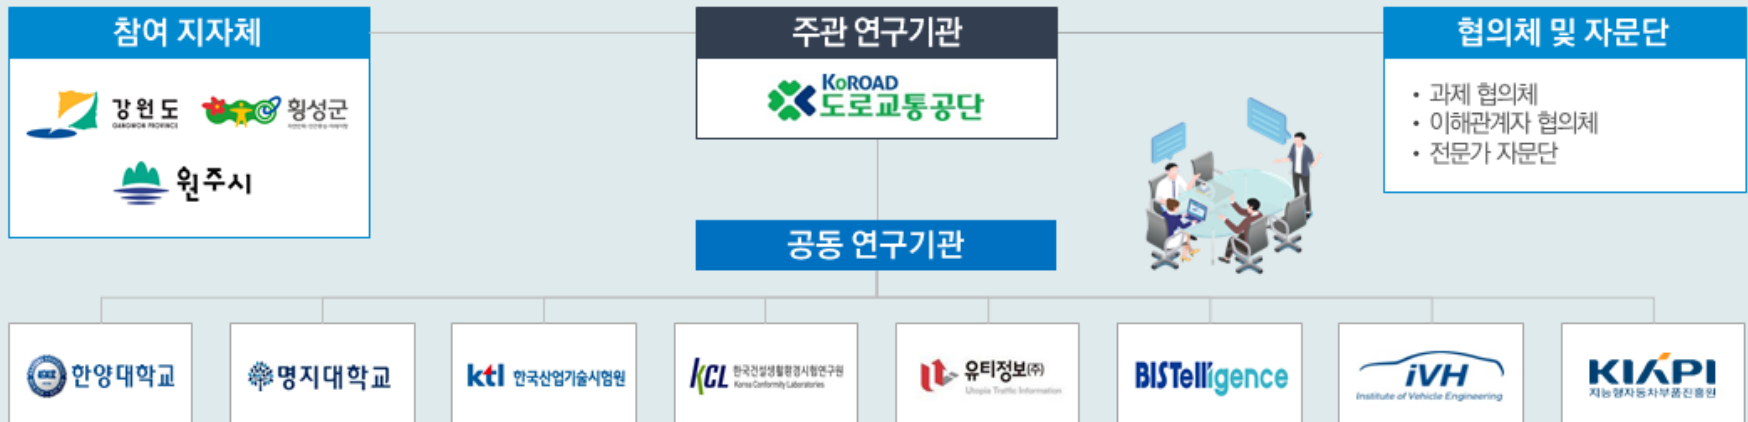 참여 지자체
강원도
GANGWON PROVINCE
횡성군
원주시
주관 연구기관
KoROAD
도로교통공단
협의체 및 자문단
• 과제 협의체
• 이해관계자 협의체
• 전문가 자문단
공동 연구기관
한양대학교
명지대학교
ktl 한국산업기술시험원
KCL 한국건설생활환경시험연구원
Korea Conformity Laboratories
유티정보(주)
Utopia Traffic Information
BISTelligence
iVH
Institute of Vehicle Engineering
KIAPI
지능형자동차부품진흥원